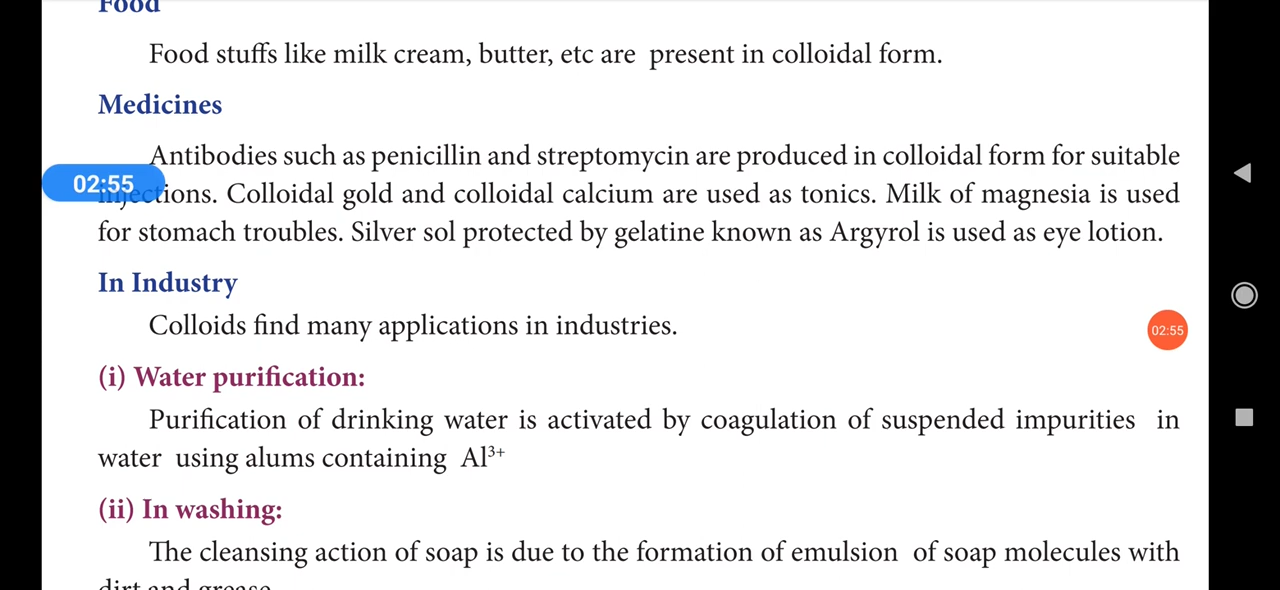 Food
Food stuffs like milk cream, butter, etc are present in colloidal form.
Medicines
Antibodies such as penicillin and streptomycin are produced in colloidal form for suitable
02:55
injections. Colloidal gold and colloidal calcium are used as tonics. Milk of magnesia is used
for stomach troubles. Silver sol protected by gelatine known as Argyrol is used as eye lotion.
In Industry
Colloids find many applications in industries.
02:55
(i) Water purification:
Purification of drinking water is activated by coagulation of suspended impurities in
water using alums containing Al³⁺
(ii) In washing:
The cleansing action of soap is due to the formation of emulsion of soap molecules with
dirt and grease.